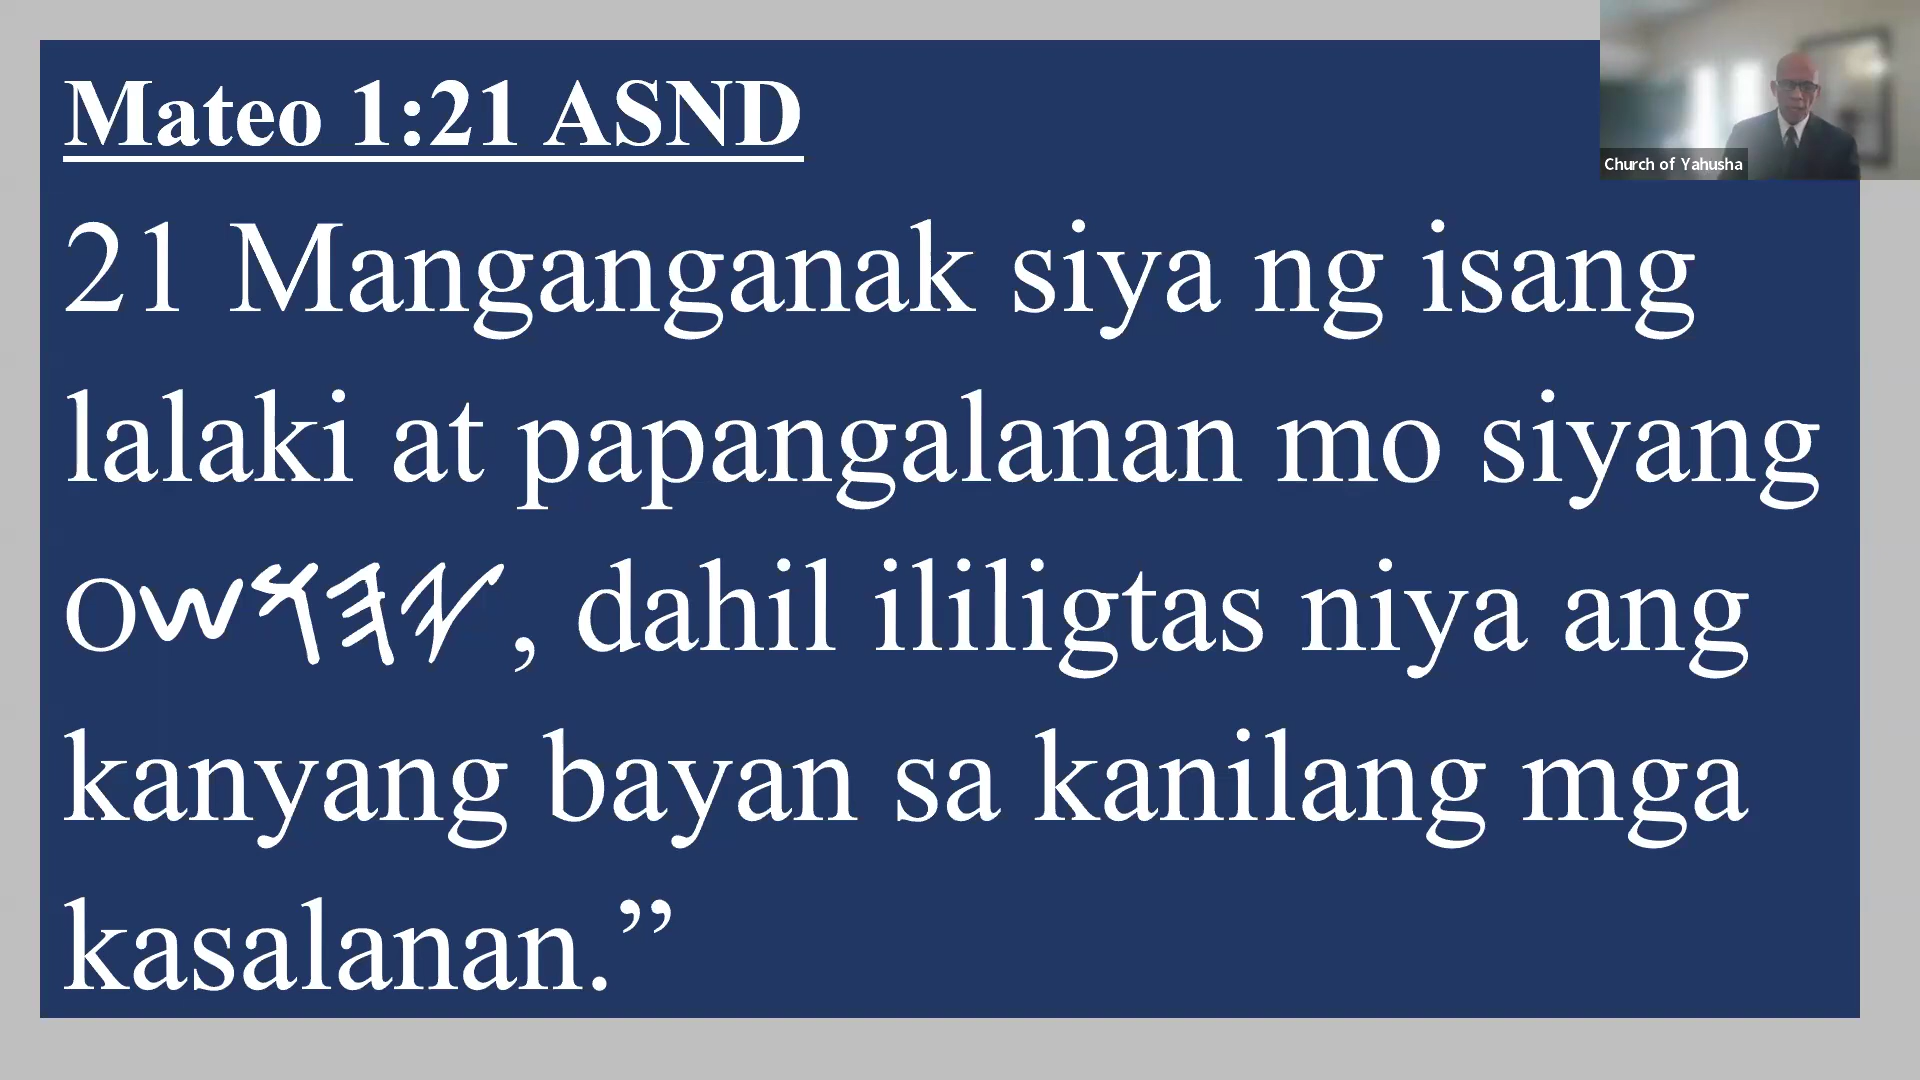 Mateo 1:21 ASND
Church of Yahusha
21 Manganganak siya ng isang
lalaki at papangalanan mo siyang
𐤉𐤄𐤅𐤔𐤏, dahil ililigtas niya ang
kanyang bayan sa kanilang mga
kasalanan.”